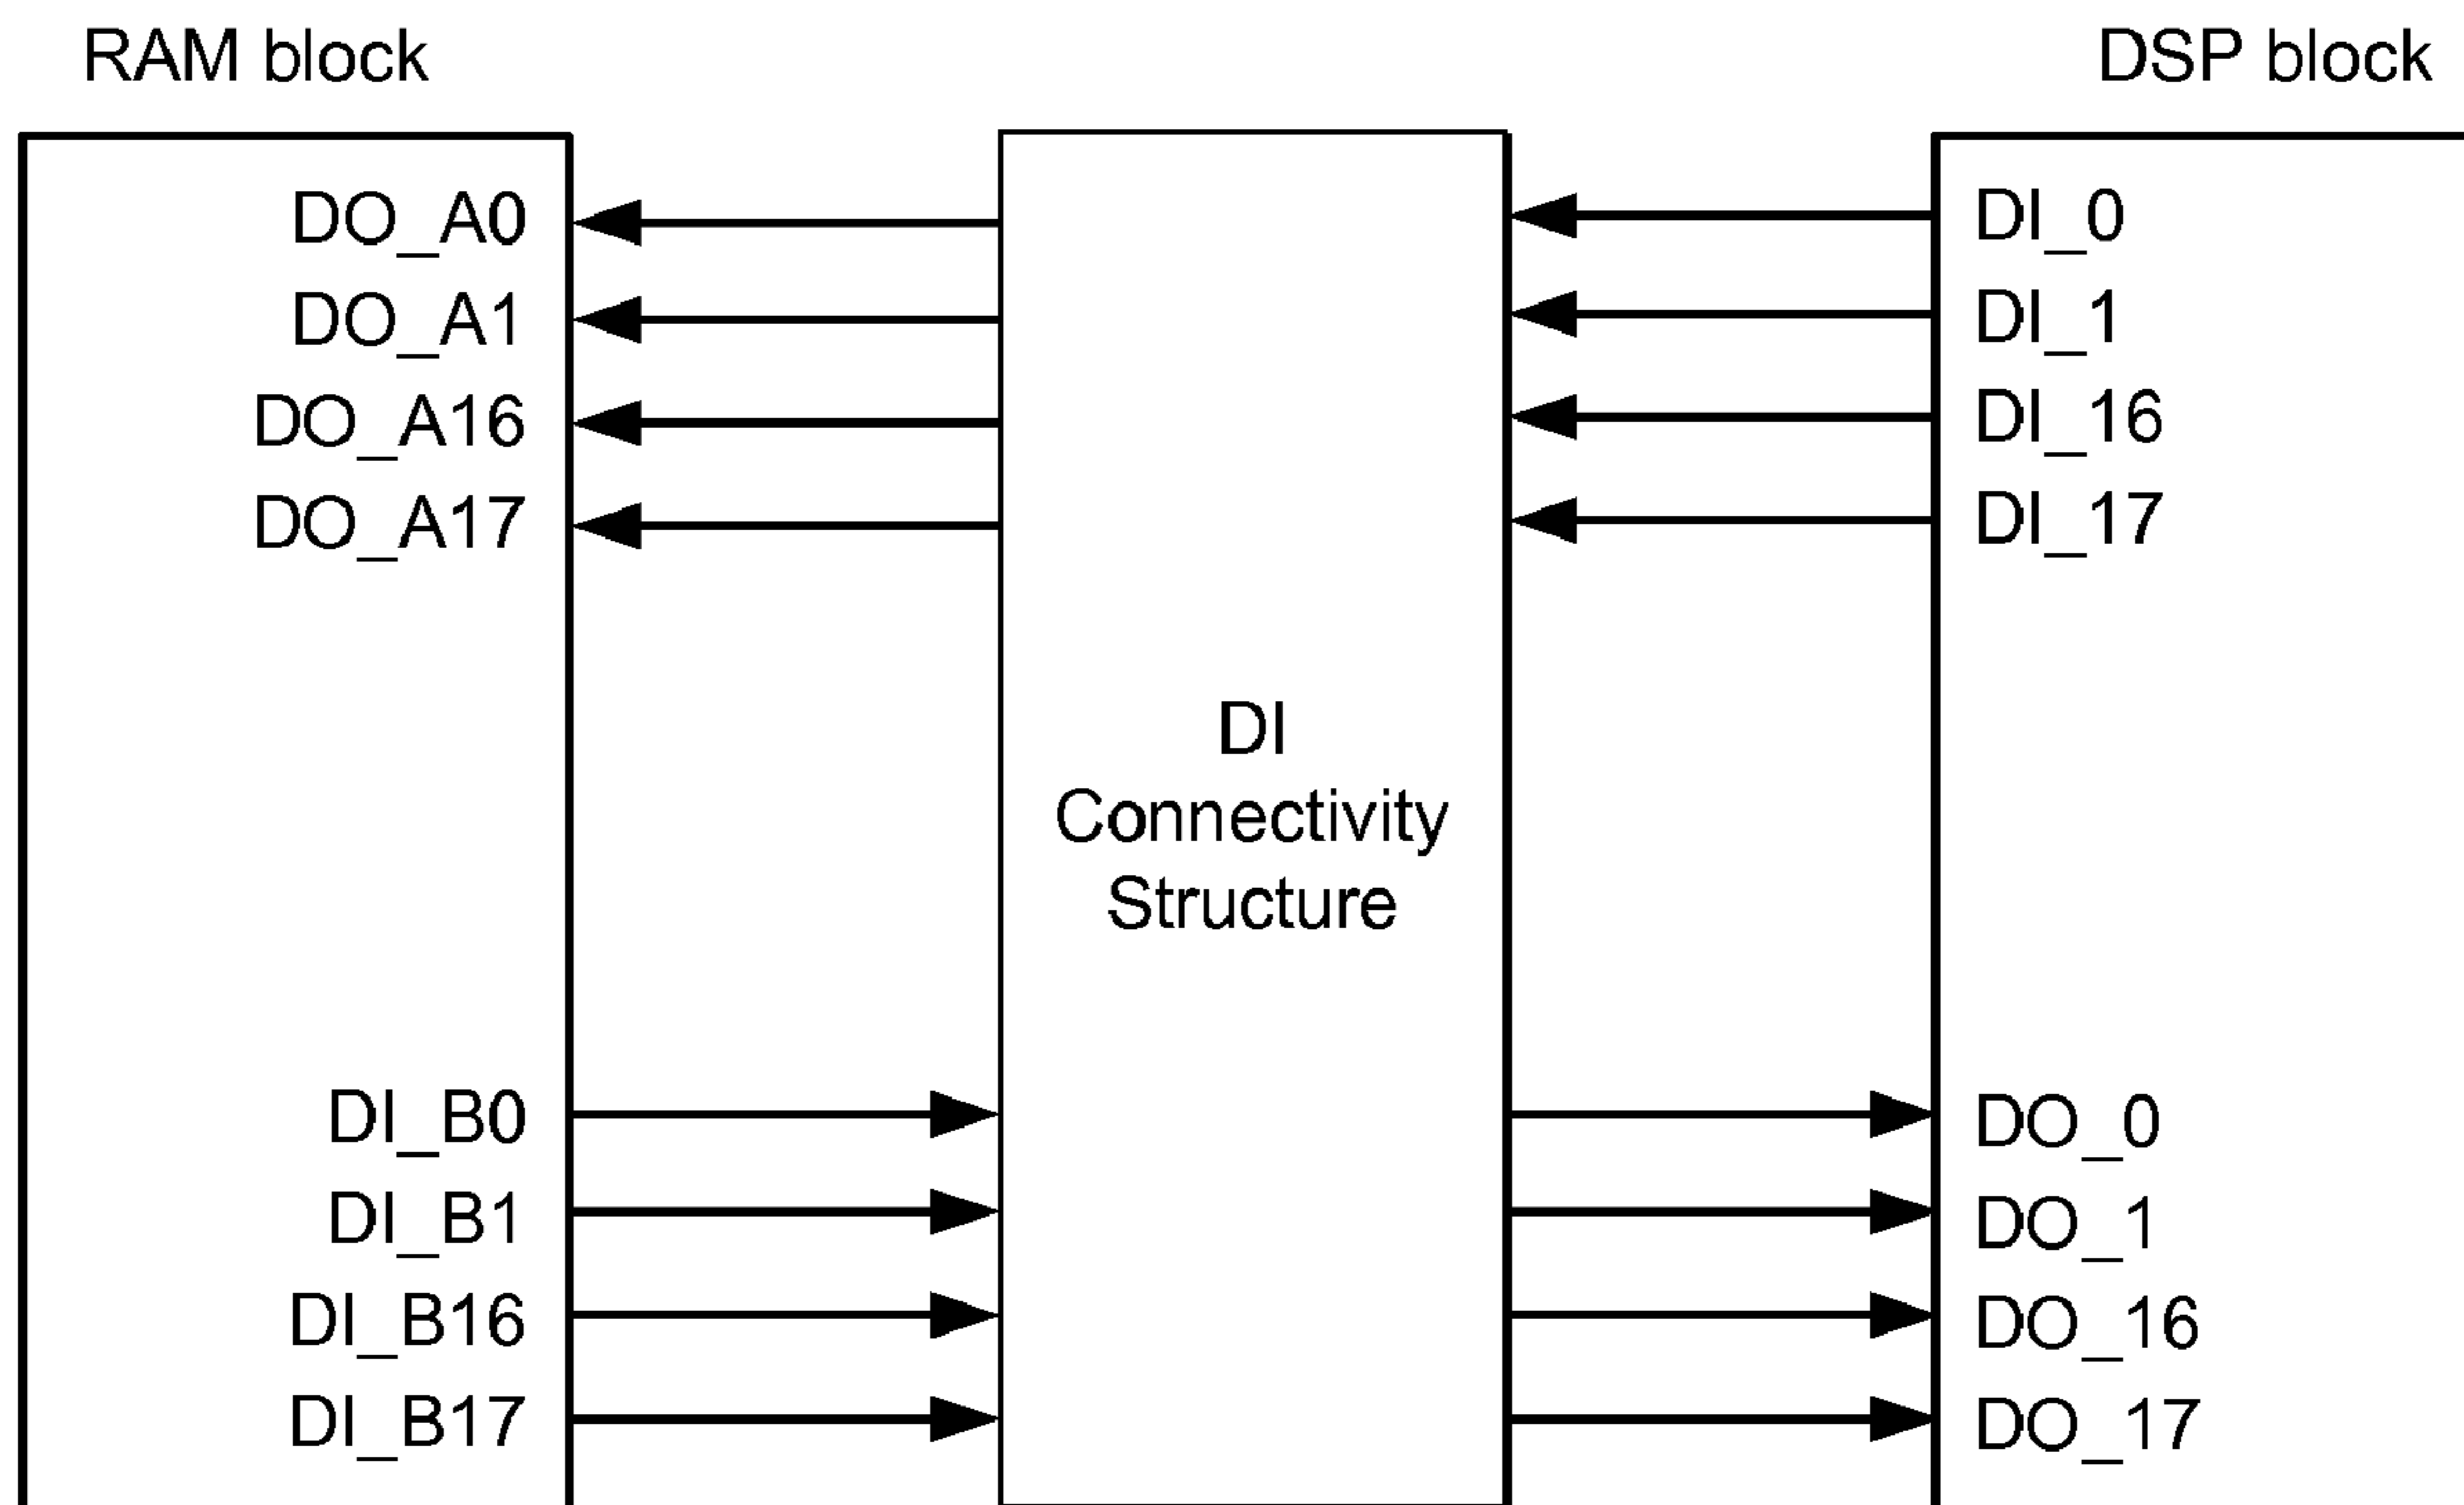 RAM block
DSP block
DO_A0
DO_A1
DO_A16
DO_A17
DI_B0
DI_B1
DI_B16
DI_B17
DI
Connectivity
Structure
DI_0
DI_1
DI_16
DI_17
DO_0
DO_1
DO_16
DO_17